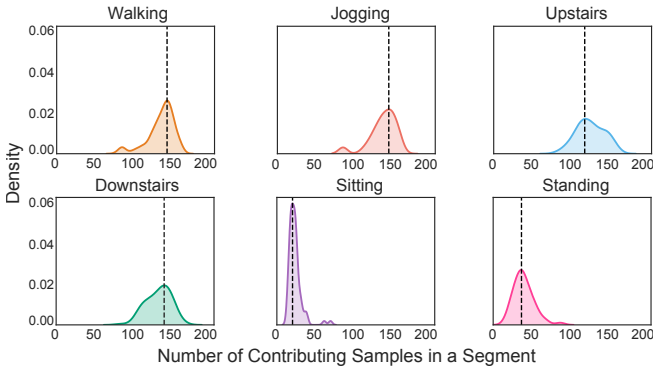 Walking Jogging Upstairs
0.06
0.04
0.02
0.00
0 50 100 150 200 0 50 100 150 200 0 50 100 150 200
Density
Downstairs Sitting Standing
0.06
0.04
0.02
0.00
0 50 100 150 200 0 50 100 150 200 0 50 100 150 200
Number of Contributing Samples in a Segment